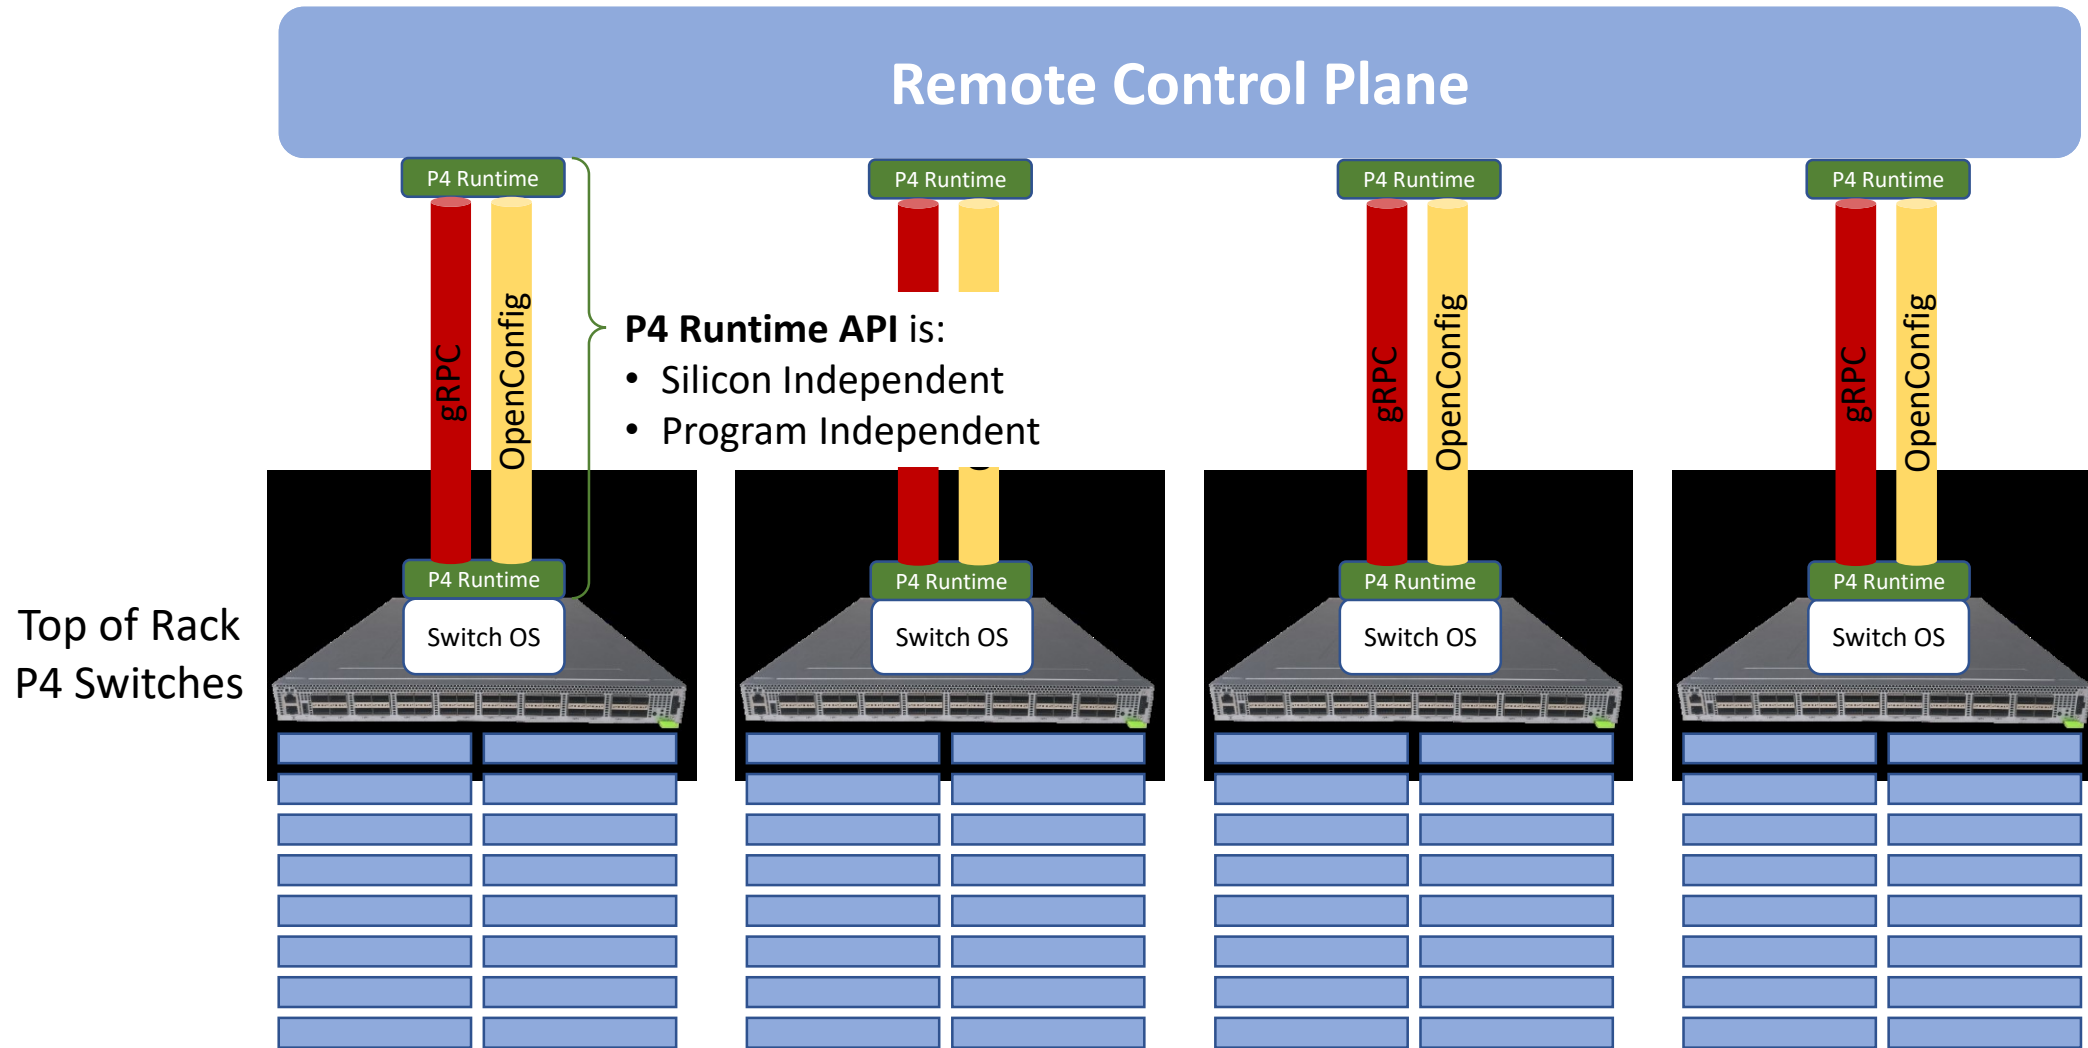 Remote Control Plane
P4 Runtime
P4 Runtime
P4 Runtime
P4 Runtime
gRPC
OpenConfig
P4 Runtime API is:
• Silicon Independent
• Program Independent
gRPC
OpenConfig
gRPC
OpenConfig
P4 Runtime
P4 Runtime
P4 Runtime
P4 Runtime
Top of Rack
P4 Switches
Switch OS
Switch OS
Switch OS
Switch OS